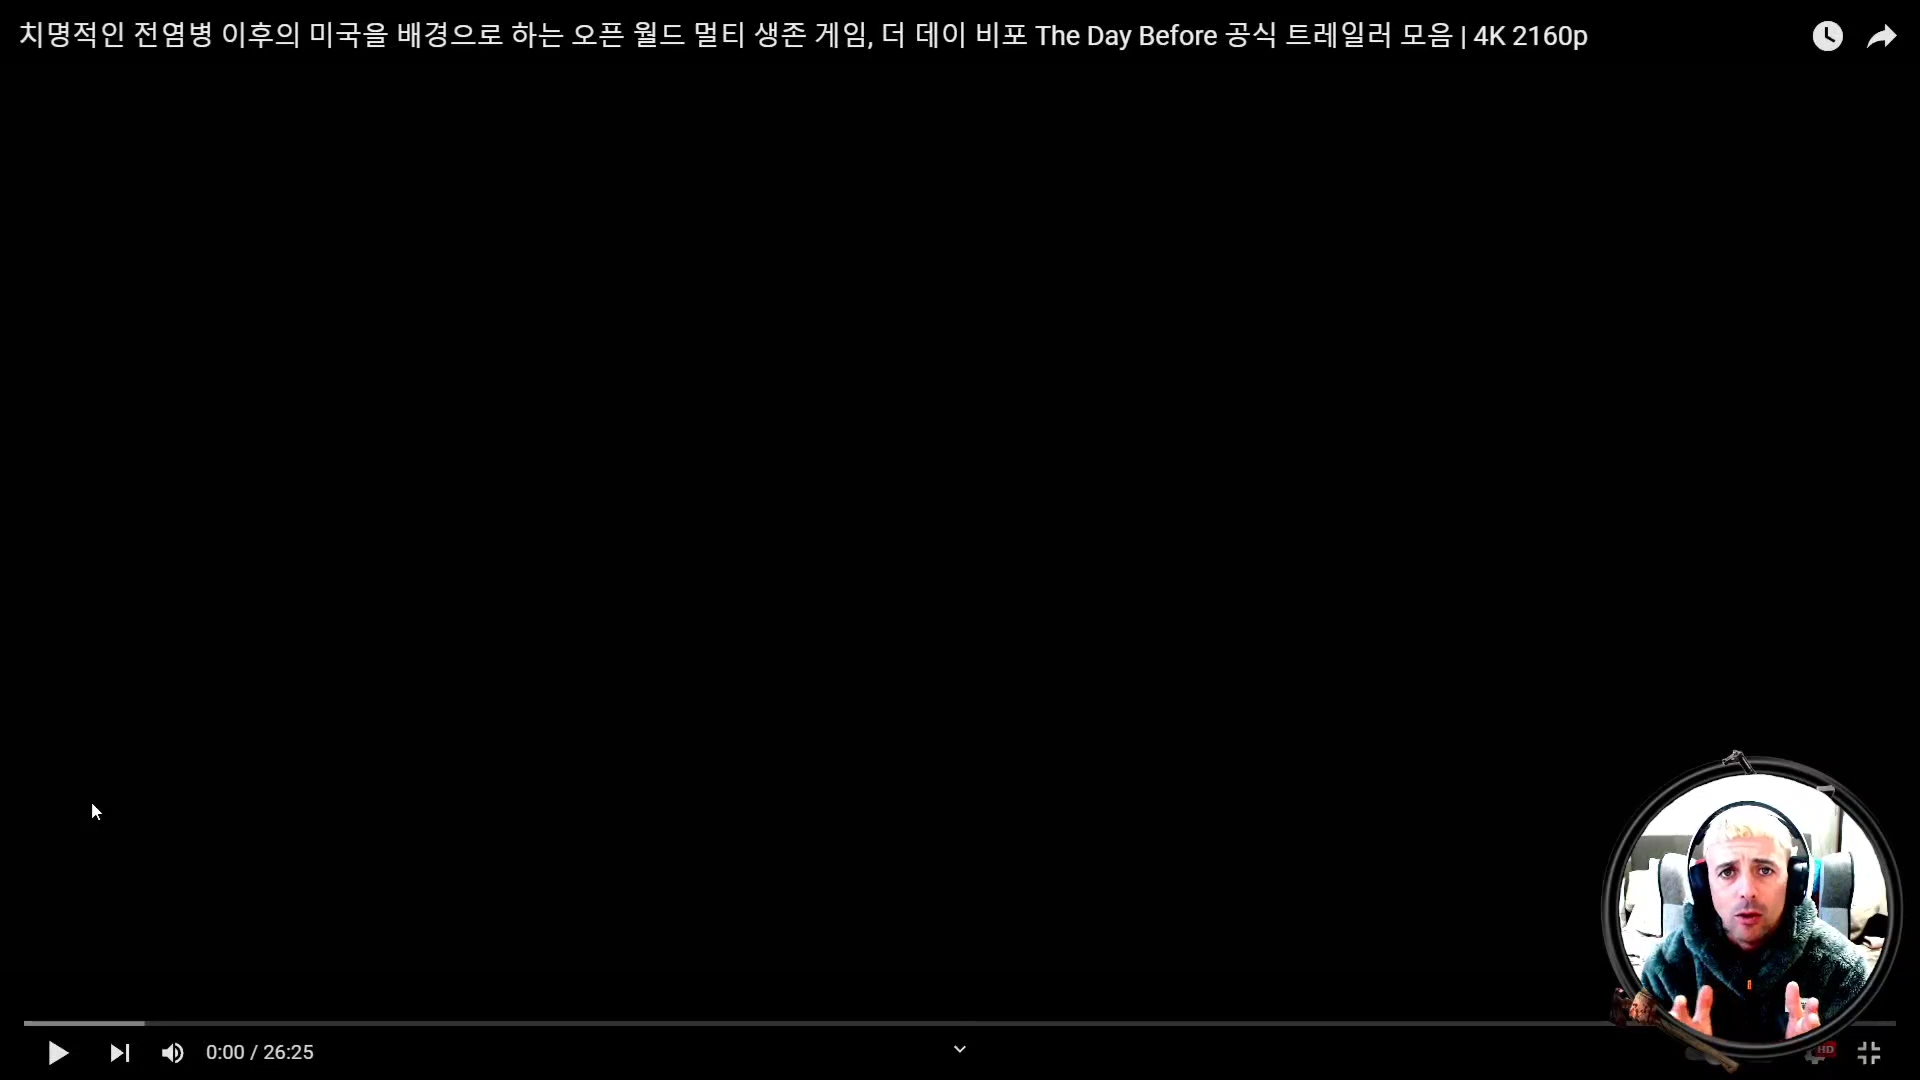 치명적인 전염병 이후의 미국을 배경으로 하는 오픈 월드 멀티 생존 게임, 더 데이 비포 The Day Before 공식 트레일러 모음 | 4K 2160p
0:00 / 26:25
HD